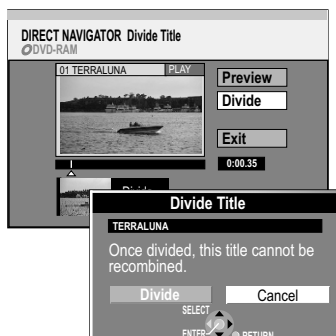 DIRECT NAVIGATOR Divide Title
DVD-RAM
01 TERRALUNA PLAY
Preview
Divide
Exit
0:00.35
Divide
Divide Title
TERRALUNA
Once divided, this title cannot be
recombined.
Divide Cancel
SELECT
ENTER RETURN